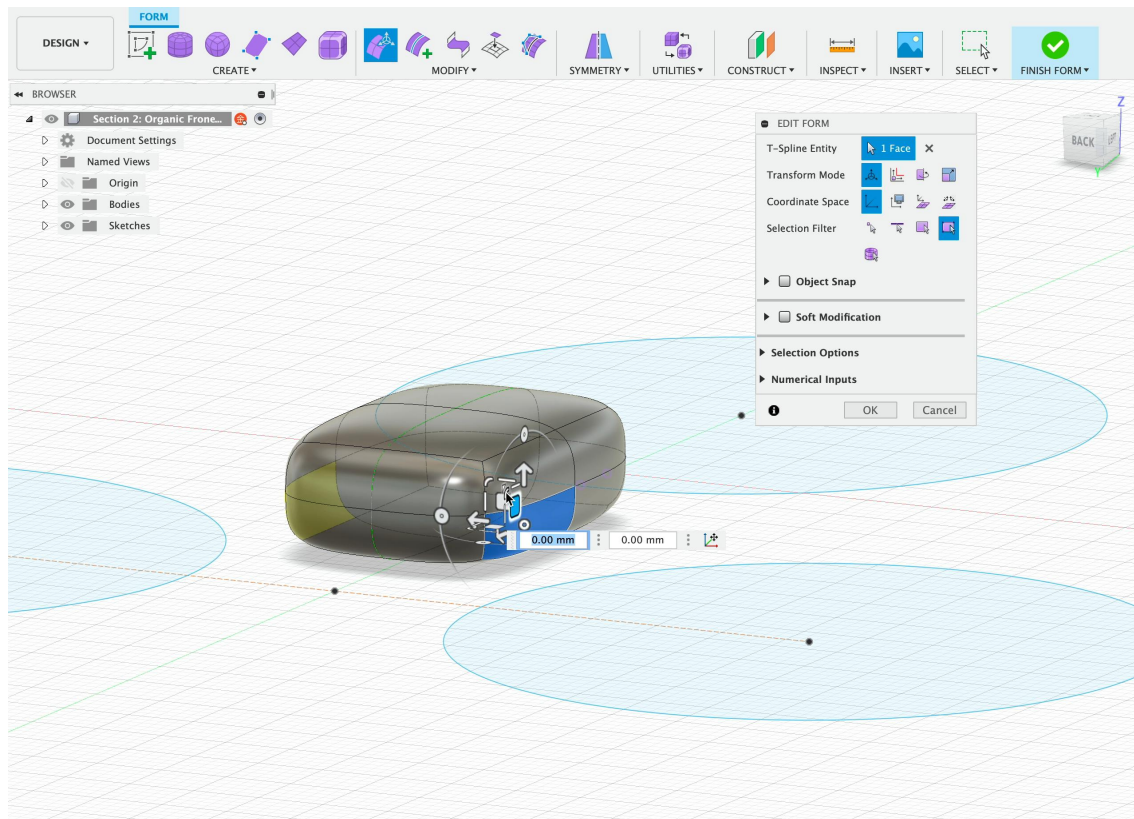 FORM
DESIGN ▾
CREATE ▾
MODIFY ▾
SYMMETRY ▾
UTILITIES ▾
CONSTRUCT ▾
INSPECT ▾
INSERT ▾
SELECT ▾
FINISH FORM ▾
BROWSER
Section 2: Organic Frone...
Document Settings
Named Views
Origin
Bodies
Sketches
EDIT FORM
T-Spline Entity
1 Face
Transform Mode
Coordinate Space
Selection Filter
Object Snap
Soft Modification
Selection Options
Numerical Inputs
OK
Cancel
Z
BACK
Y
0.00 mm
0.00 mm